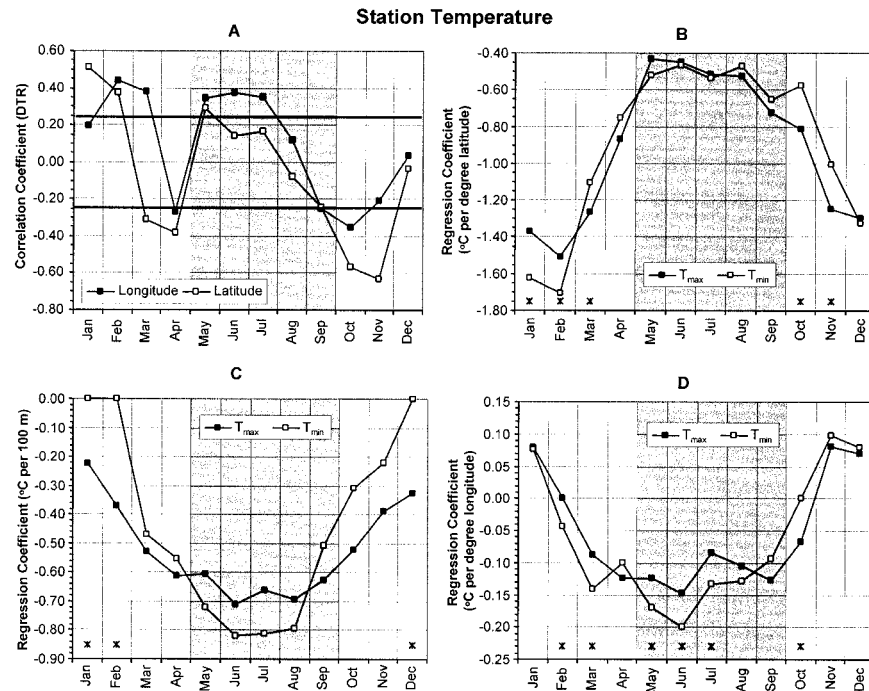 Station Temperature
A
Correlation Coefficient (DTR)
0.60
0.40
0.20
0.00
-0.20
-0.40
-0.60
-0.80
Longitude
Latitude
Jan
Feb
Mar
Apr
May
Jun
Jul
Aug
Sep
Oct
Nov
Dec
B
Regression Coefficient
(°C per degree latitude)
-0.40
-0.60
-0.80
-1.00
-1.20
-1.40
-1.60
-1.80
Tmax
Tmin
Jan
Feb
Mar
Apr
May
Jun
Jul
Aug
Sep
Oct
Nov
Dec
C
Regression Coefficient (°C per 100 m)
0.00
-0.10
-0.20
-0.30
-0.40
-0.50
-0.60
-0.70
-0.80
-0.90
Tmax
Tmin
Jan
Feb
Mar
Apr
May
Jun
Jul
Aug
Sep
Oct
Nov
Dec
D
Regression Coefficient
(°C per degree longitude)
0.15
0.10
0.05
0.00
-0.05
-0.10
-0.15
-0.20
-0.25
Tmax
Tmin
Jan
Feb
Mar
Apr
May
Jun
Jul
Aug
Sep
Oct
Nov
Dec